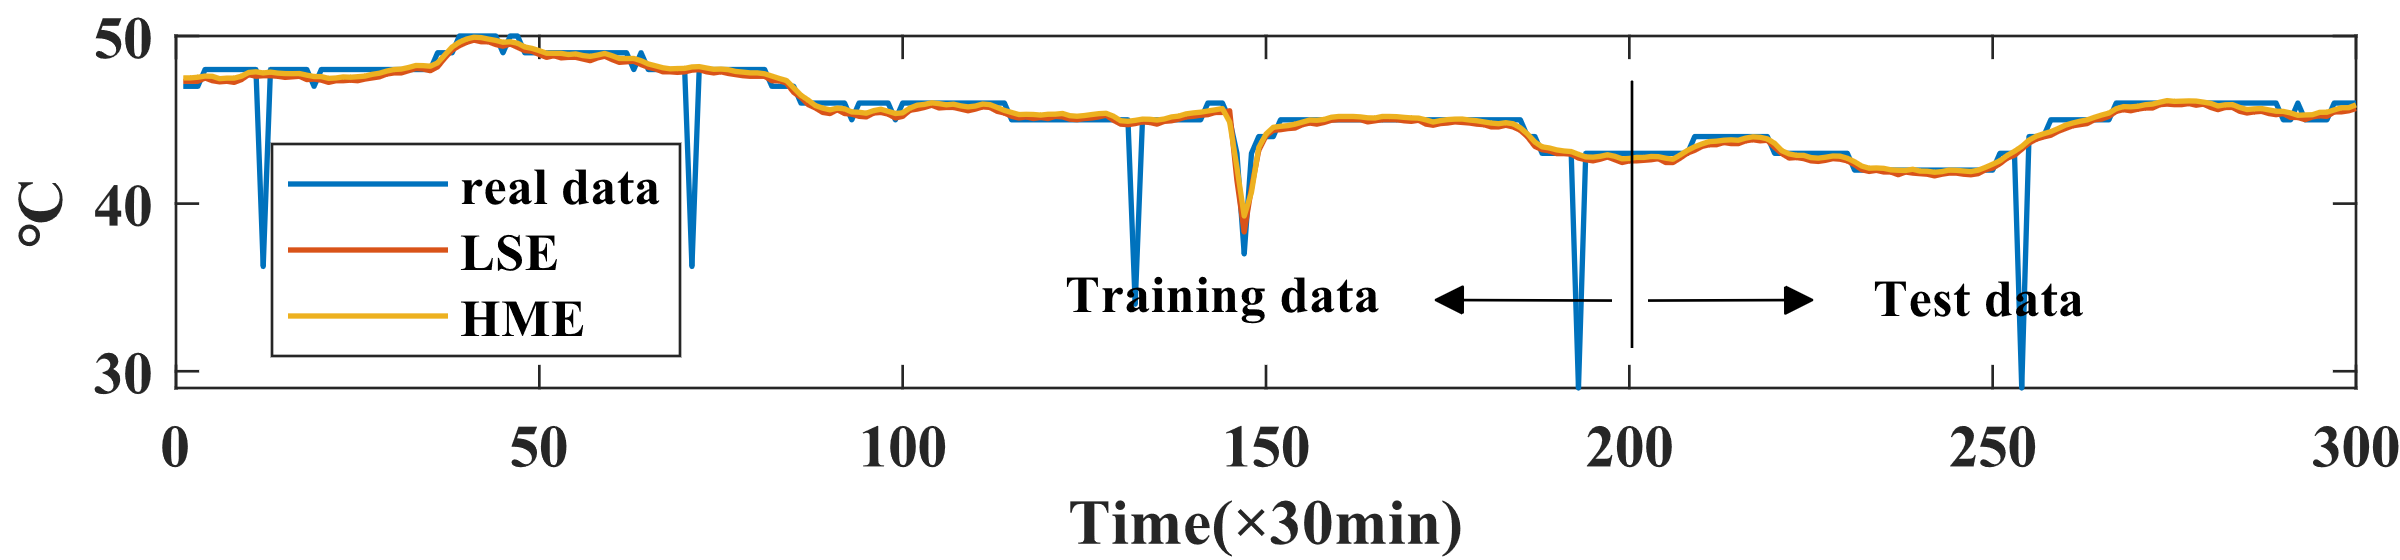 50
40
30
°C
real data
LSE
HME
Training data
Test data
0 50 100 150 200 250 300
Time(×30min)